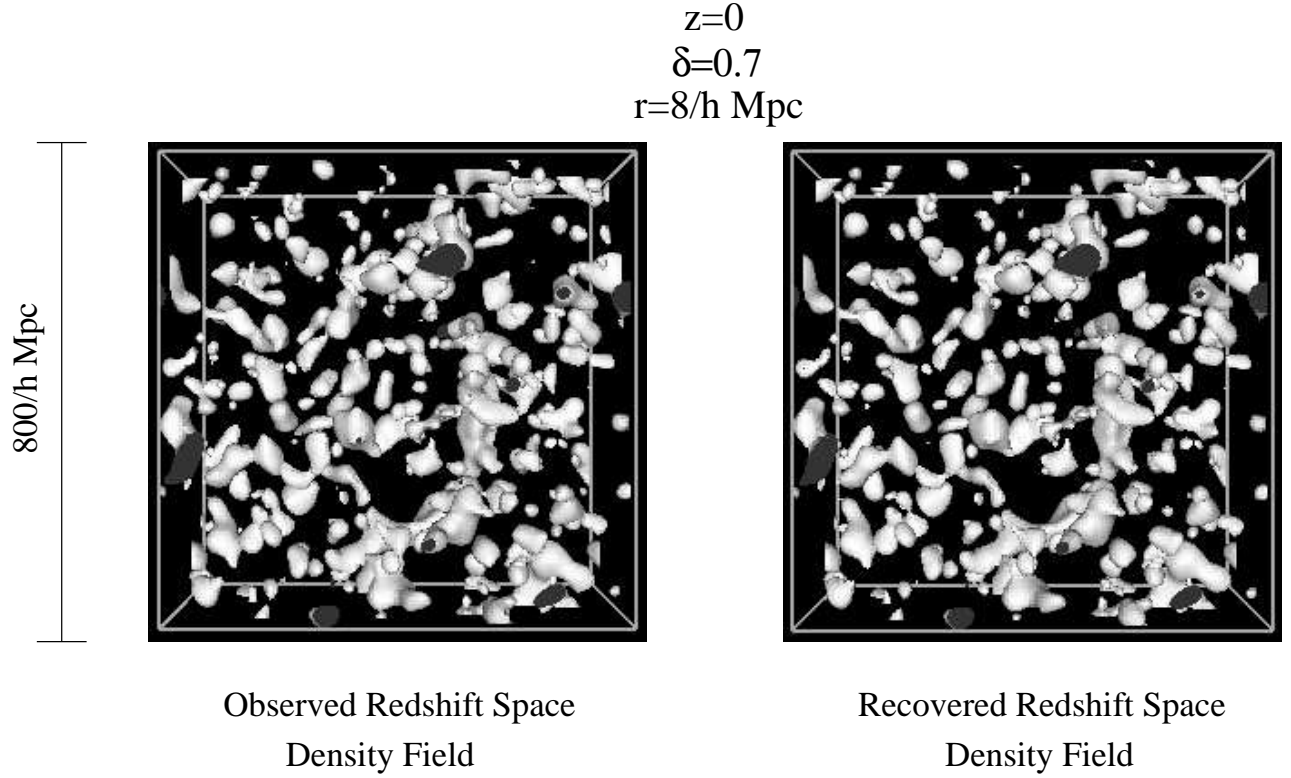 z=0
δ=0.7
r=8/h Mpc
800/h Mpc
Observed Redshift Space
Density Field
Recovered Redshift Space
Density Field